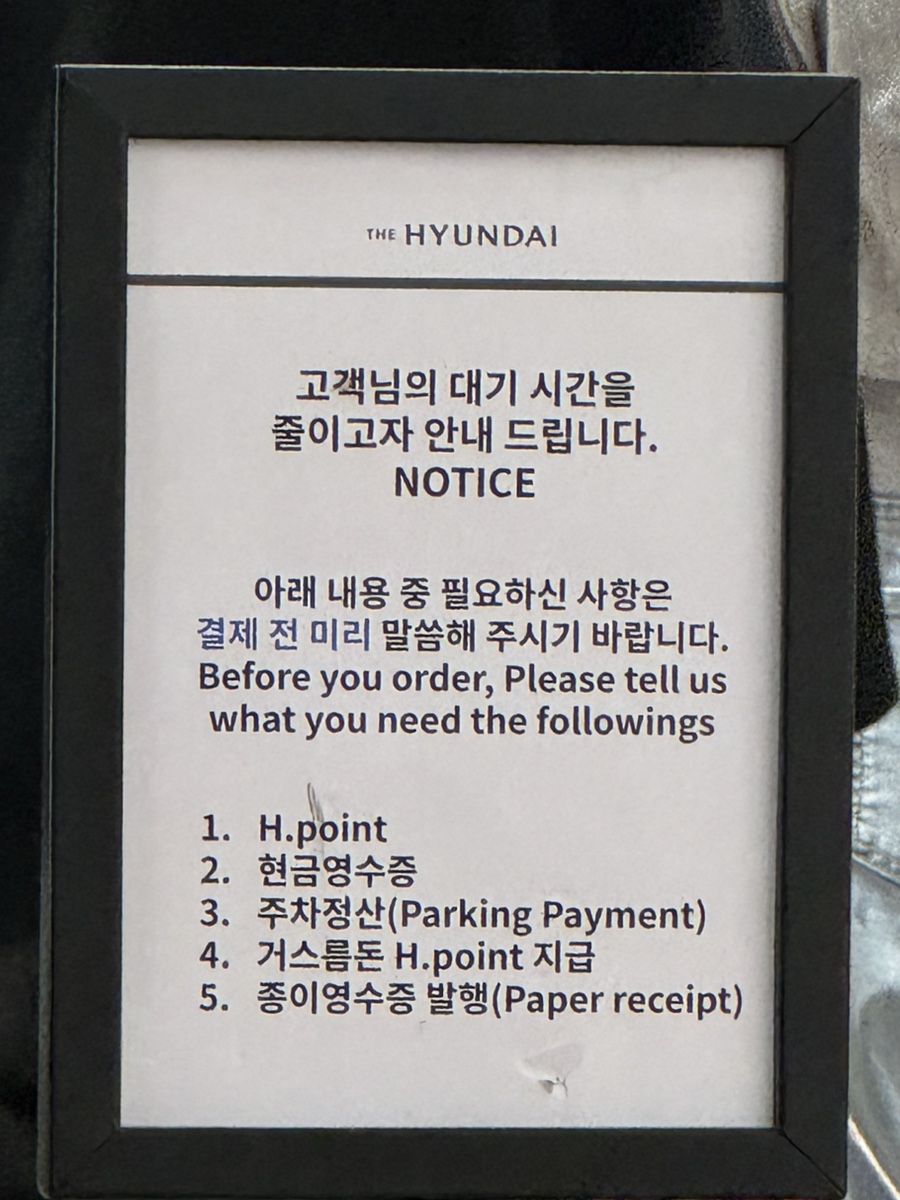 THE HYUNDAI
고객님의 대기 시간을
줄이고자 안내 드립니다.
NOTICE
아래 내용 중 필요하신 사항은
결제 전 미리 말씀해 주시기 바랍니다.
Before you order, Please tell us
what you need the followings
1. H.point
2. 현금영수증
3. 주차정산(Parking Payment)
4. 거스름돈 H.point 지급
5. 종이영수증 발행(Paper receipt)